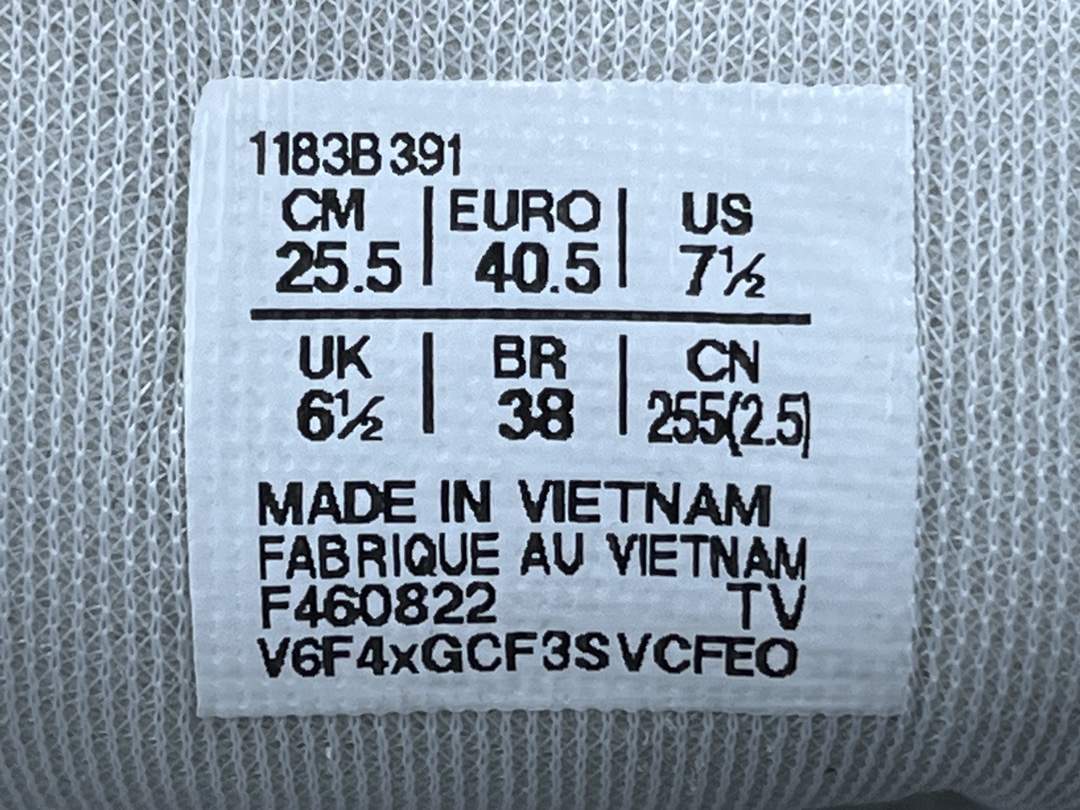 1183B391
CM | EURO | US
25.5 | 40.5 | 7½
UK | BR | CN
6½ | 38 | 255(2.5)
MADE IN VIETNAM
FABRIQUE AU VIETNAM
F460822 TV
V6F4xGCF3SVCFEO